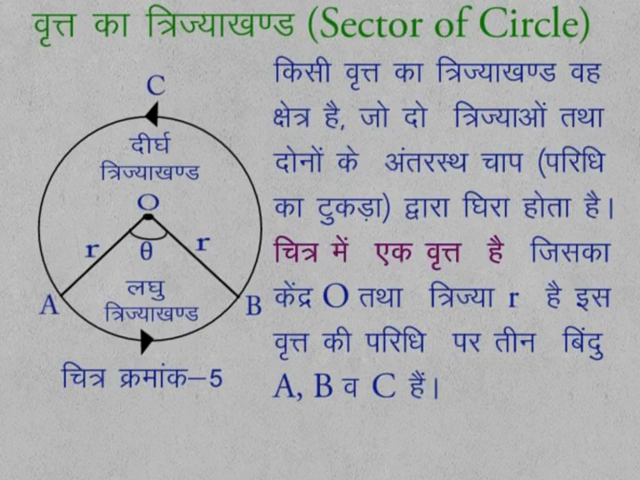 वृत्त का त्रिज्याखण्ड (Sector of Circle)
C
दीर्घ
त्रिज्याखण्ड
O
r
θ
r
लघु
त्रिज्याखण्ड
A
B
चित्र क्रमांक–5
किसी वृत्त का त्रिज्याखण्ड वह
क्षेत्र है, जो दो त्रिज्याओं तथा
दोनों के अंतरस्थ चाप (परिधि
का टुकड़ा) द्वारा घिरा होता है।
चित्र में एक वृत्त है जिसका
केंद्र O तथा त्रिज्या r है इस
वृत्त की परिधि पर तीन बिंदु
A, B व C हैं।